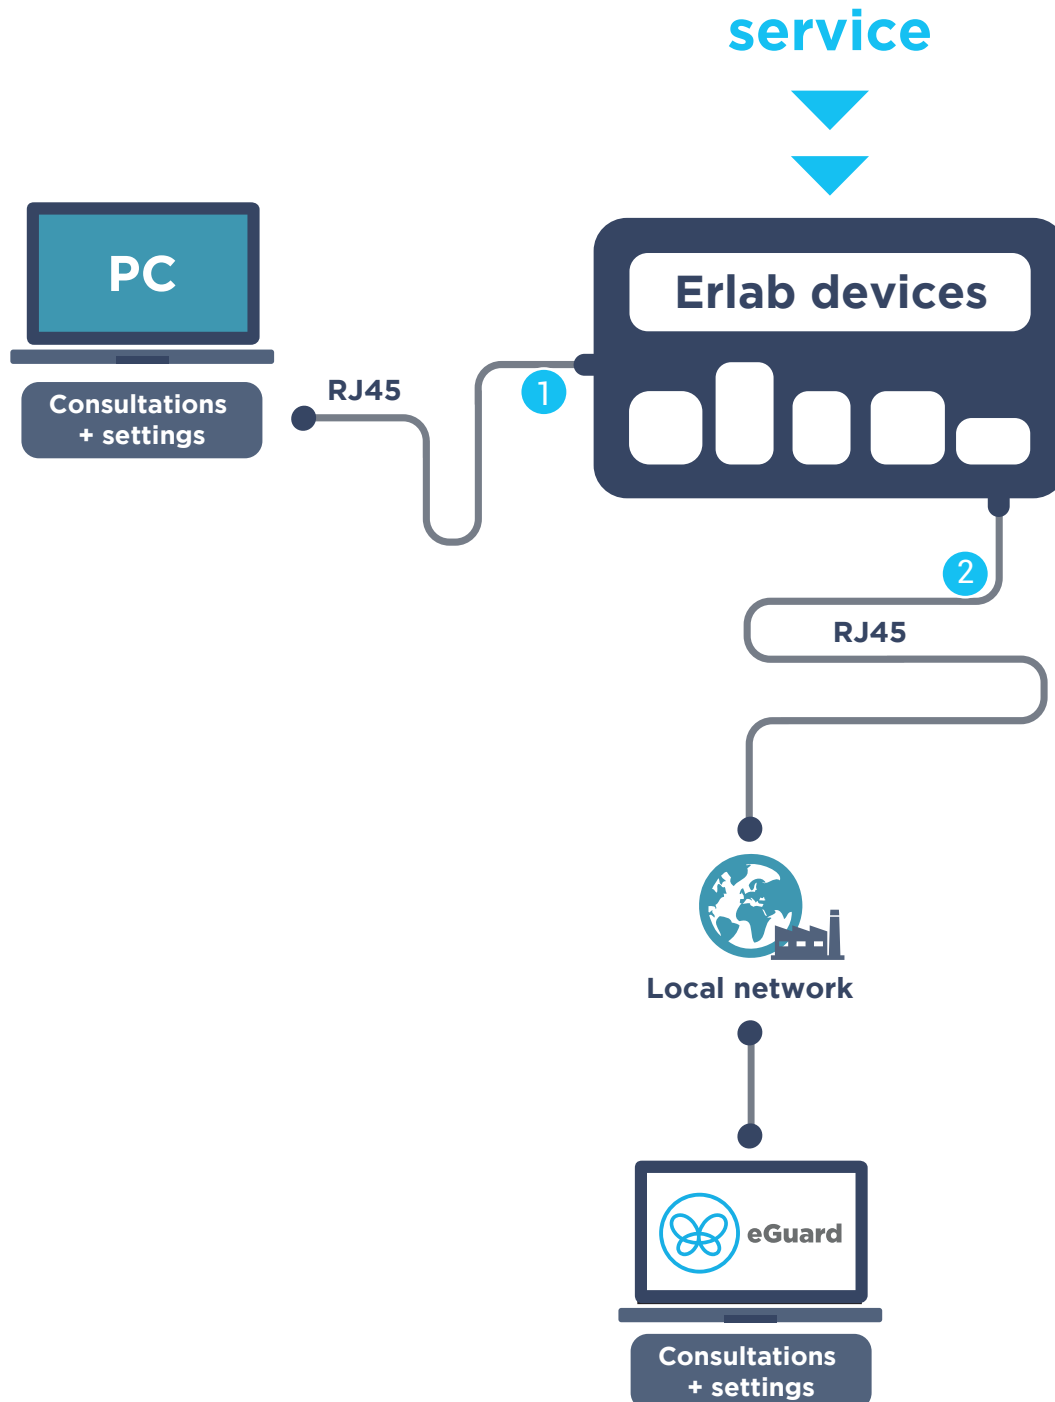 service
PC
Erlab devices
Consultations
+ settings
RJ45
1
2
RJ45
Local network
eGuard
Consultations
+ settings